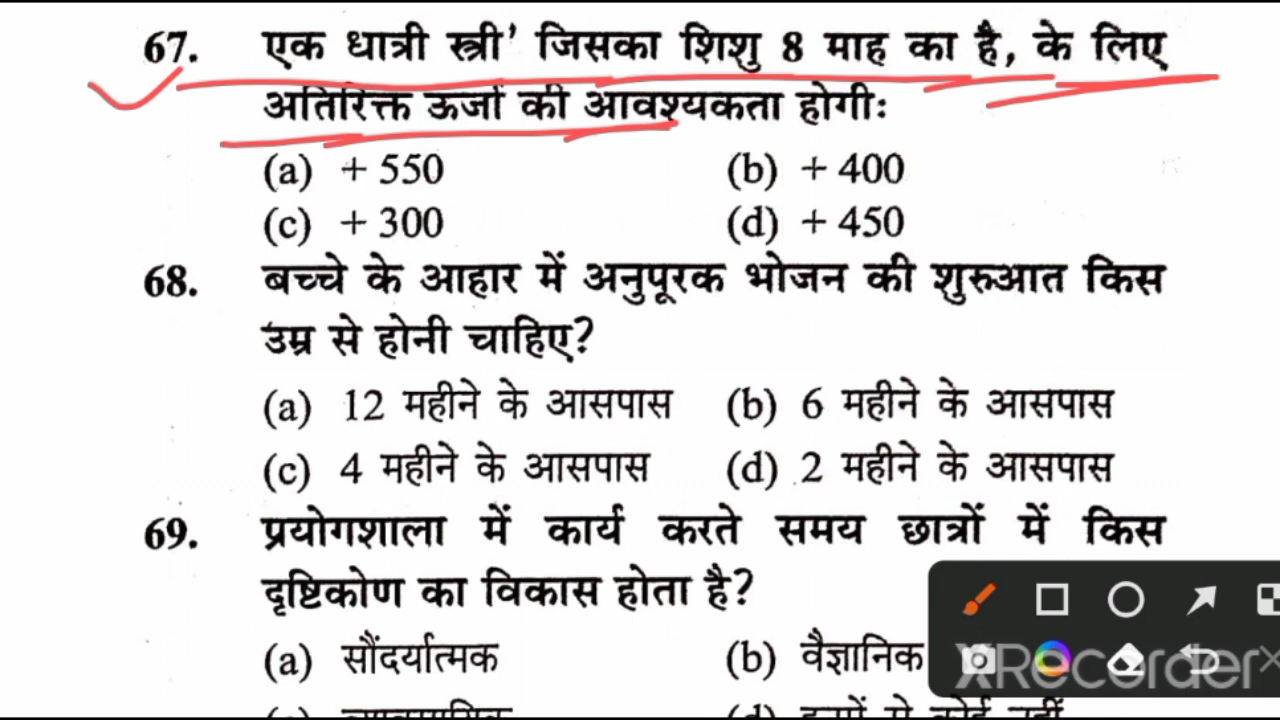 67. एक धात्री स्त्री' जिसका शिशु 8 माह का है, के लिए
अतिरिक्त ऊर्जा की आवश्यकता होगीः
(a) + 550 (b) + 400
(c) + 300 (d) + 450
68. बच्चे के आहार में अनुपूरक भोजन की शुरुआत किस
उम्र से होनी चाहिए?
(a) 12 महीने के आसपास (b) 6 महीने के आसपास
(c) 4 महीने के आसपास (d) 2 महीने के आसपास
69. प्रयोगशाला में कार्य करते समय छात्रों में किस
दृष्टिकोण का विकास होता है?
(a) सौंदर्यात्मक (b) वैज्ञानिक
(d) इनमें से कोई नहीं
XRecorder